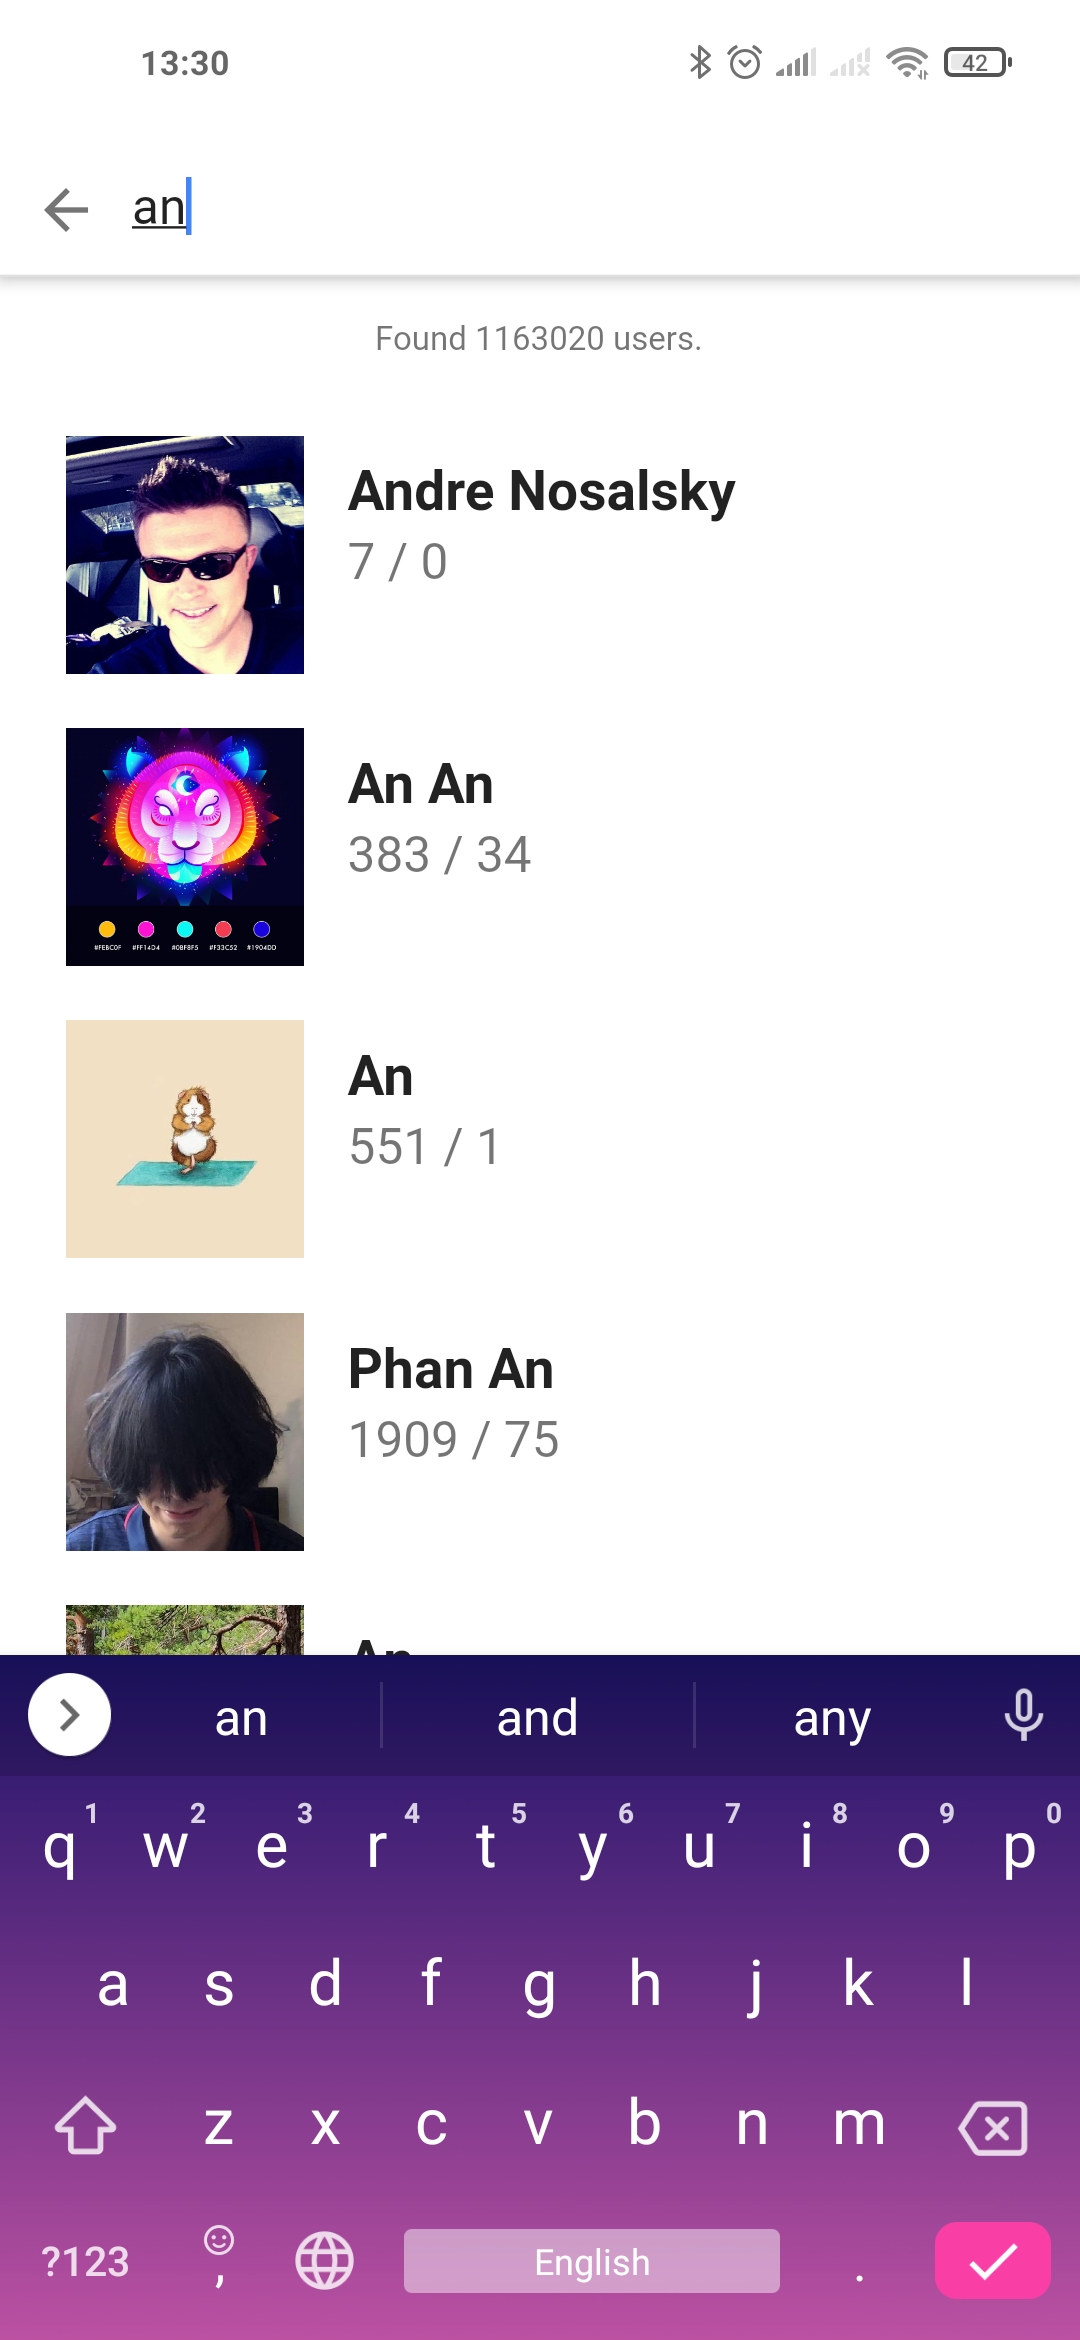 13:30
42
an
Found 1163020 users.
Andre Nosalsky
7 / 0
An An
383 / 34
#FEBC0F #FF14D4 #0BF8F5 #F33C52 #1904DD
An
551 / 1
Phan An
1909 / 75
An
an and any
1 2 3 4 5 6 7 8 9 0
q w e r t y u i o p
a s d f g h j k l
z x c v b n m
?123 , English .